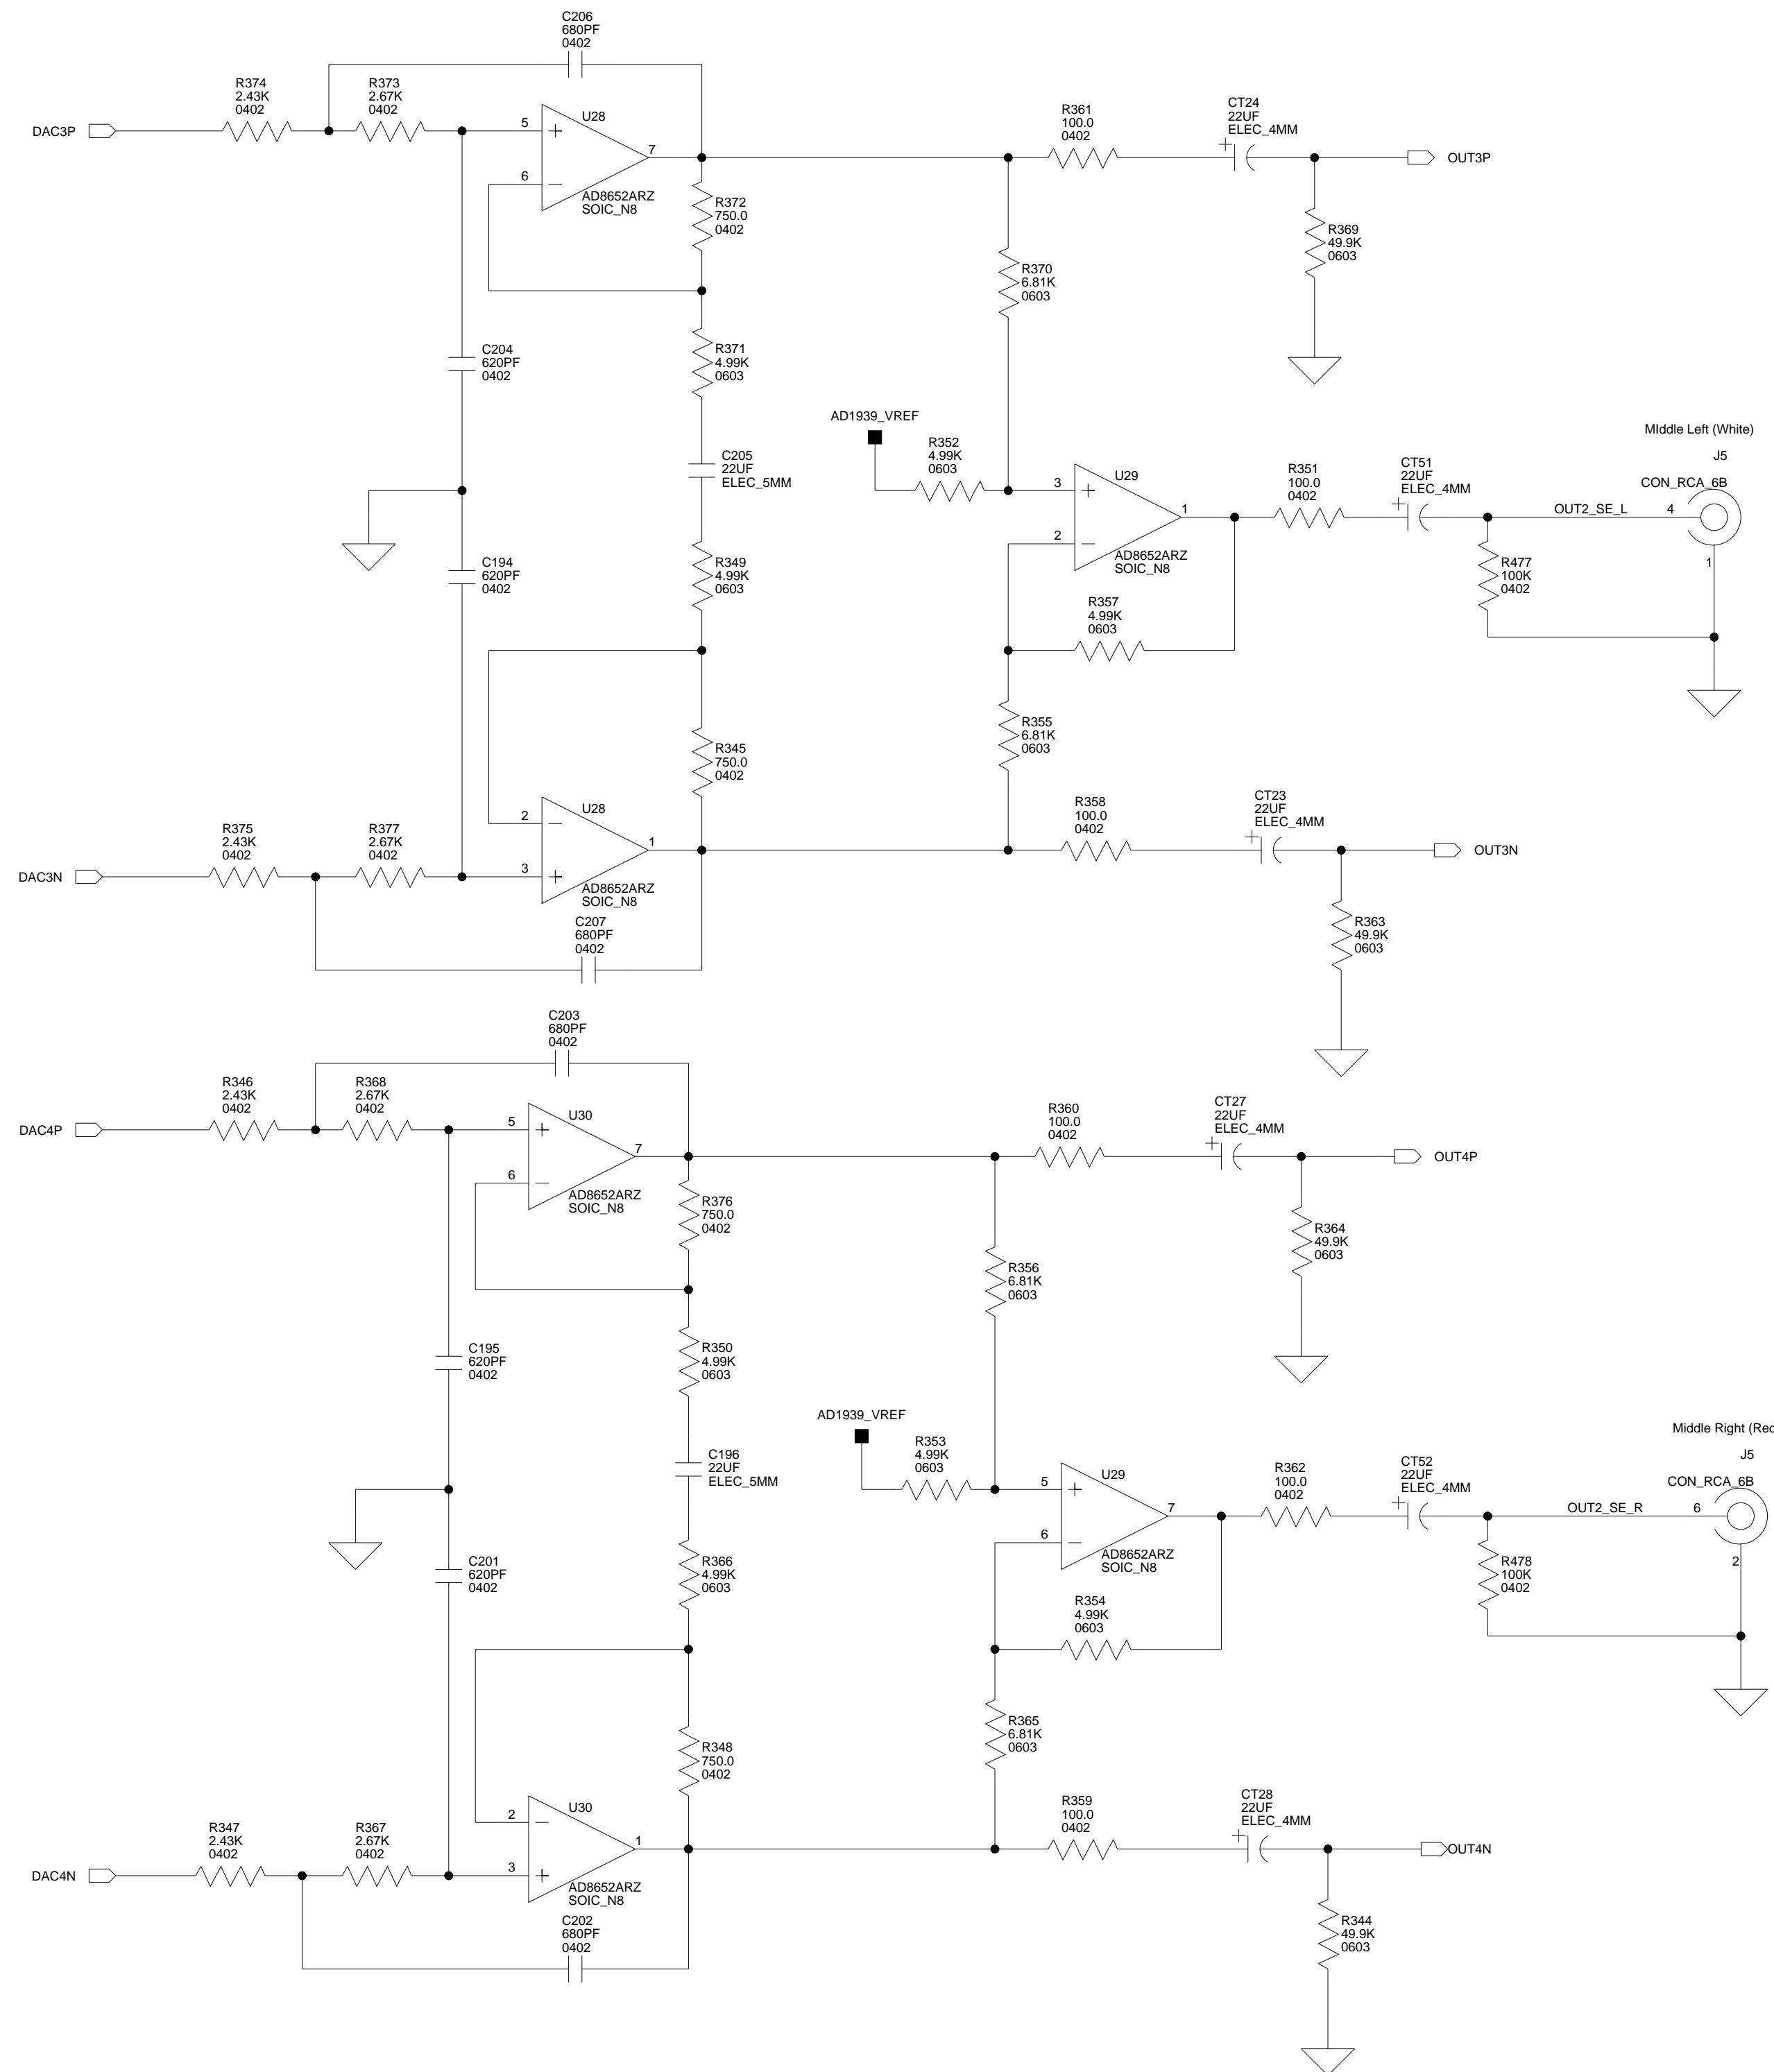 C206
680PF
0402
R374
2.43K
0402
R373
2.67K
0402
DAC3P
5
U28
7
6
AD8652ARZ
SOIC_N8
R372
750.0
0402
R361
100.0
0402
CT24
22UF
ELEC_4MM
OUT3P
R369
49.9K
0603
R370
6.81K
0603
C204
620PF
0402
R371
4.99K
0603
AD1939_VREF
R352
4.99K
0603
C205
22UF
ELEC_5MM
MIddle Left (White)
J5
CON_RCA_6B
3
U29
1
2
AD8652ARZ
SOIC_N8
R351
100.0
0402
CT51
22UF
ELEC_4MM
OUT2_SE_L
4
1
R477
100K
0402
C194
620PF
0402
R349
4.99K
0603
R357
4.99K
0603
R355
6.81K
0603
R345
750.0
0402
DAC3N
R375
2.43K
0402
R377
2.67K
0402
2
U28
1
3
AD8652ARZ
SOIC_N8
R358
100.0
0402
CT23
22UF
ELEC_4MM
OUT3N
R363
49.9K
0603
C207
680PF
0402
C203
680PF
0402
R346
2.43K
0402
R368
2.67K
0402
DAC4P
5
U30
7
6
AD8652ARZ
SOIC_N8
R376
750.0
0402
R360
100.0
0402
CT27
22UF
ELEC_4MM
OUT4P
R364
49.9K
0603
R356
6.81K
0603
C195
620PF
0402
R350
4.99K
0603
AD1939_VREF
R353
4.99K
0603
C196
22UF
ELEC_5MM
Middle Right (Rec
J5
CON_RCA_6B
5
U29
7
6
AD8652ARZ
SOIC_N8
R362
100.0
0402
CT52
22UF
ELEC_4MM
OUT2_SE_R
6
2
R478
100K
0402
C201
620PF
0402
R366
4.99K
0603
R354
4.99K
0603
R365
6.81K
0603
R348
750.0
0402
DAC4N
R347
2.43K
0402
R367
2.67K
0402
2
U30
1
3
AD8652ARZ
SOIC_N8
R359
100.0
0402
CT28
22UF
ELEC_4MM
OUT4N
R344
49.9K
0603
C202
680PF
0402